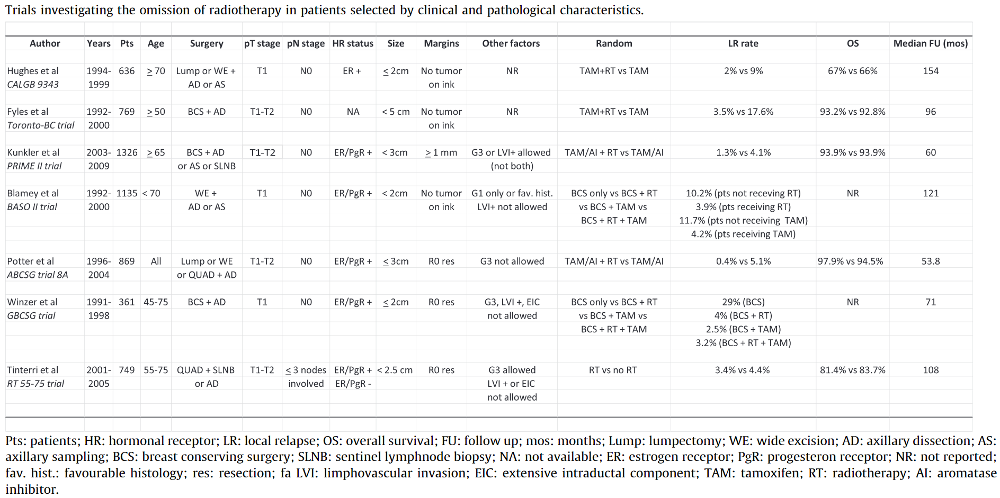 Trials investigating the omission of radiotherapy in patients selected by clinical and pathological characteristics.
Author Years Pts Age Surgery pT stage pN stage HR status Size Margins Other factors Random LR rate OS Median FU (mos)
Hughes et al 1994- 636 ≥ 70 Lump or WE + T1 N0 ER + ≤ 2cm No tumor NR TAM+RT vs TAM 2% vs 9% 67% vs 66% 154
CALGB 9343 1999 AD or AS on ink
Fyles et al 1992- 769 ≥ 50 BCS + AD T1-T2 N0 NA < 5 cm No tumor NR TAM+RT vs TAM 3.5% vs 17.6% 93.2% vs 92.8% 96
Toronto-BC trial 2000 on ink
Kunkler et al 2003- 1326 ≥ 65 BCS + AD T1-T2 N0 ER/PgR + < 3cm ≥ 1 mm G3 or LVI+ allowed TAM/AI + RT vs TAM/AI 1.3% vs 4.1% 93.9% vs 93.9% 60
PRIME II trial 2009 or AS or SLNB (not both)
Blamey et al 1992- 1135 < 70 WE + T1 N0 ER/PgR + < 2cm No tumor G1 only or fav. hist. BCS only vs BCS + RT 10.2% (pts not receving RT) NR 121
BASO II trial 2000 AD or AS on ink LVI+ not allowed vs BCS + TAM vs 3.9% (pts receiving RT)
BCS + RT + TAM 11.7% (pts not receiving TAM)
4.2% (pts receiving TAM)
Potter et al 1996- 869 All Lump or WE T1-T2 N0 ER/PgR + ≤ 3cm R0 res G3 not allowed TAM/AI + RT vs TAM/AI 0.4% vs 5.1% 97.9% vs 94.5% 53.8
ABCSG trial 8A 2004 or QUAD + AD
Winzer et al 1991- 361 45-75 BCS + AD T1 N0 ER/PgR + ≤ 2cm R0 res G3, LVI +, EIC BCS only vs BCS + RT 29% (BCS) NR 71
GBCSG trial 1998 not allowed vs BCS + TAM vs 4% (BCS + RT)
BCS + RT + TAM 2.5% (BCS + TAM)
3.2% (BCS + RT + TAM)
Tinterri et al 2001- 749 55-75 QUAD + SLNB T1-T2 ≤ 3 nodes ER/PgR + < 2.5 cm R0 res G3 allowed RT vs no RT 3.4% vs 4.4% 81.4% vs 83.7% 108
RT 55-75 trial 2005 or AD involved ER/PgR - LVI + or EIC
not allowed
Pts: patients; HR: hormonal receptor; LR: local relapse; OS: overall survival; FU: follow up; mos: months; Lump: lumpectomy; WE: wide excision; AD: axillary dissection; AS:
axillary sampling; BCS: breast conserving surgery; SLNB: sentinel lymphnode biopsy; NA: not available; ER: estrogen receptor; PgR: progesteron receptor; NR: not reported;
fav. hist.: favourable histology; res: resection; fa LVI: limphovascular invasion; EIC: extensive intraductal component; TAM: tamoxifen; RT: radiotherapy; AI: aromatase
inhibitor.